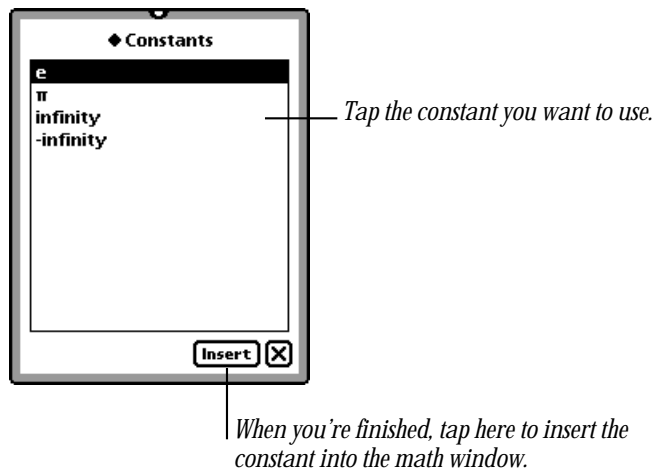 ◆Constants
e
π
infinity
-infinity
Tap the constant you want to use.
Insert
When you're finished, tap here to insert the
constant into the math window.